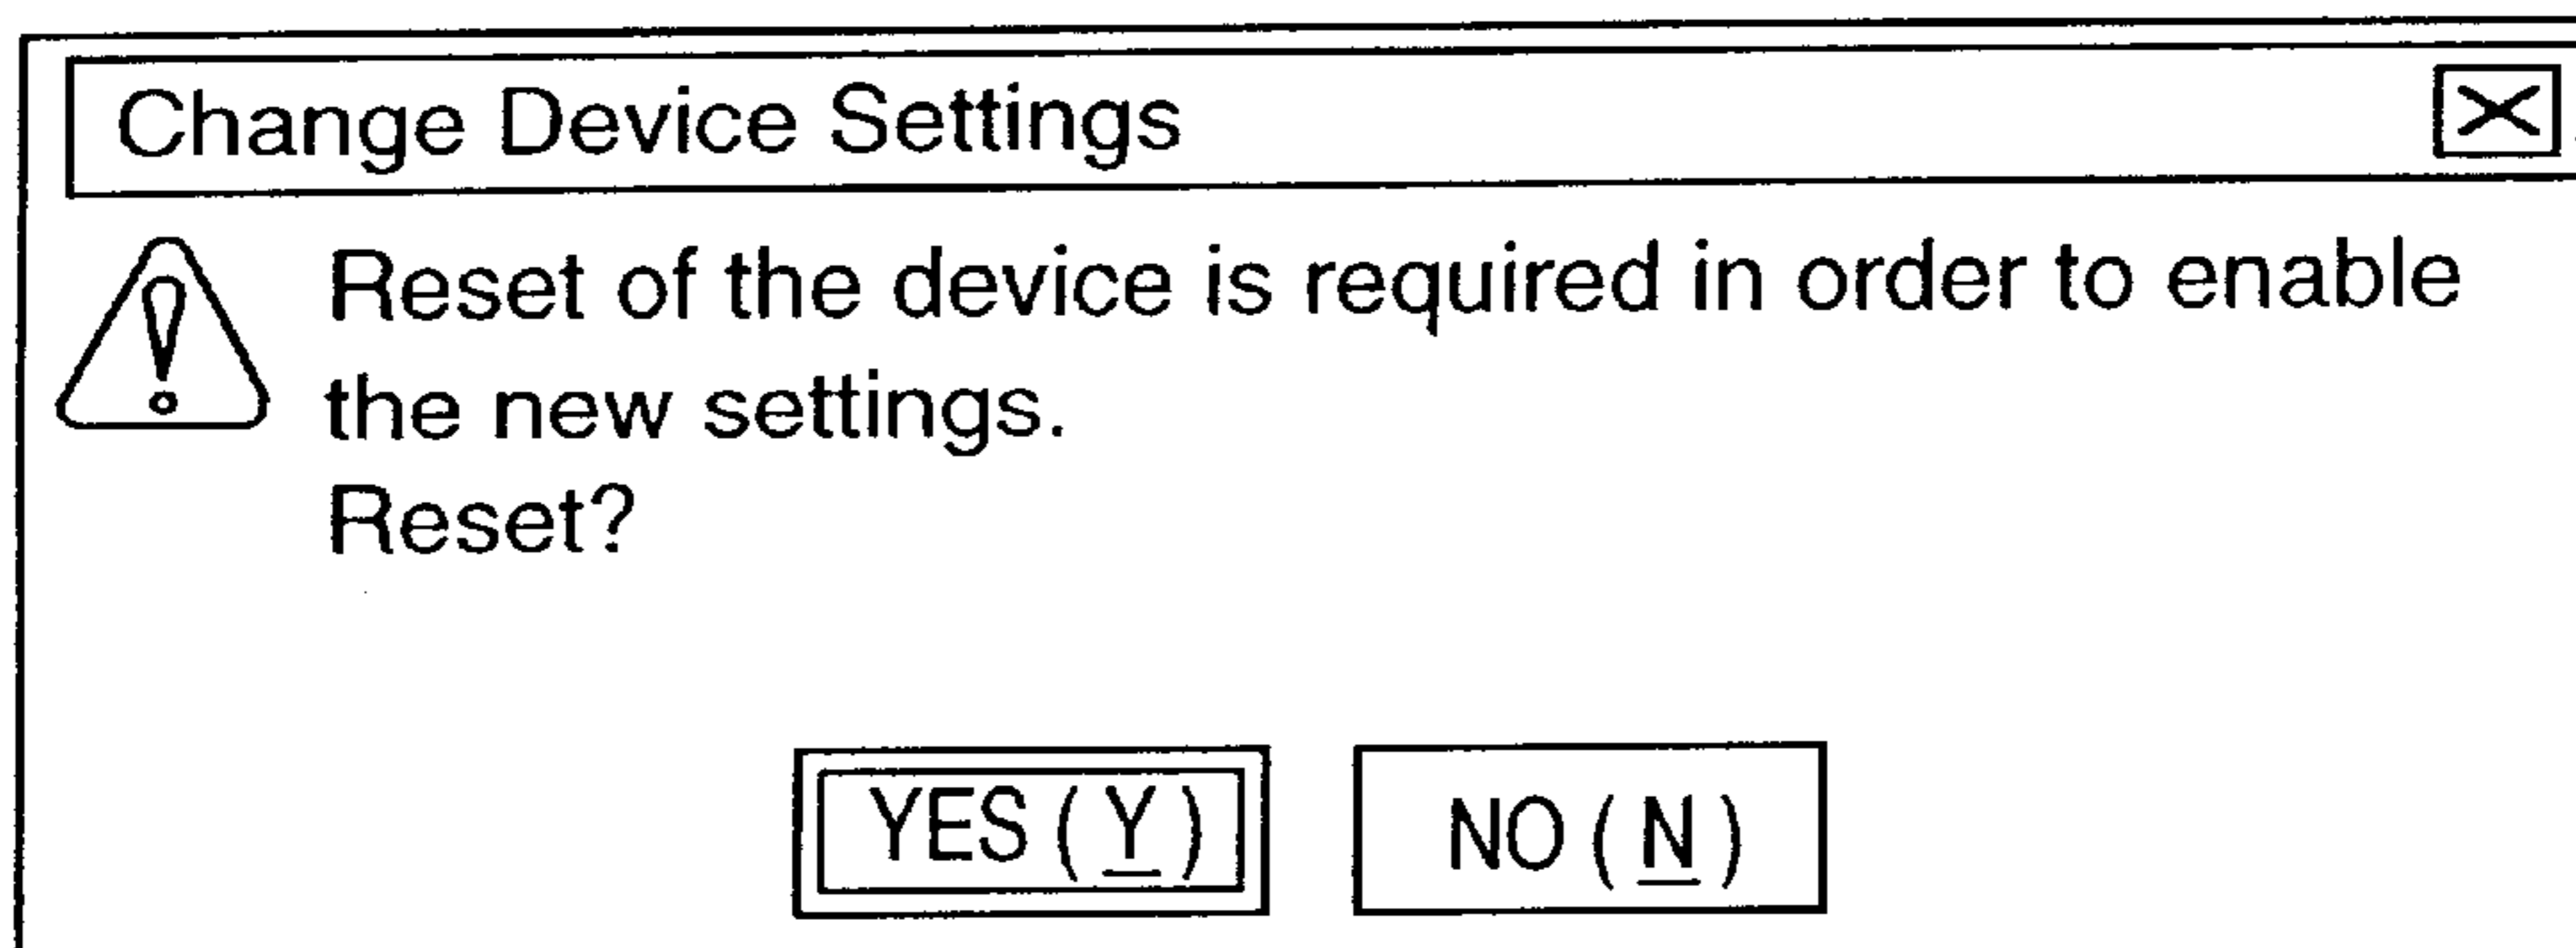 Change Device Settings
Reset of the device is required in order to enable
the new settings.
Reset?
YES (Y) NO (N)